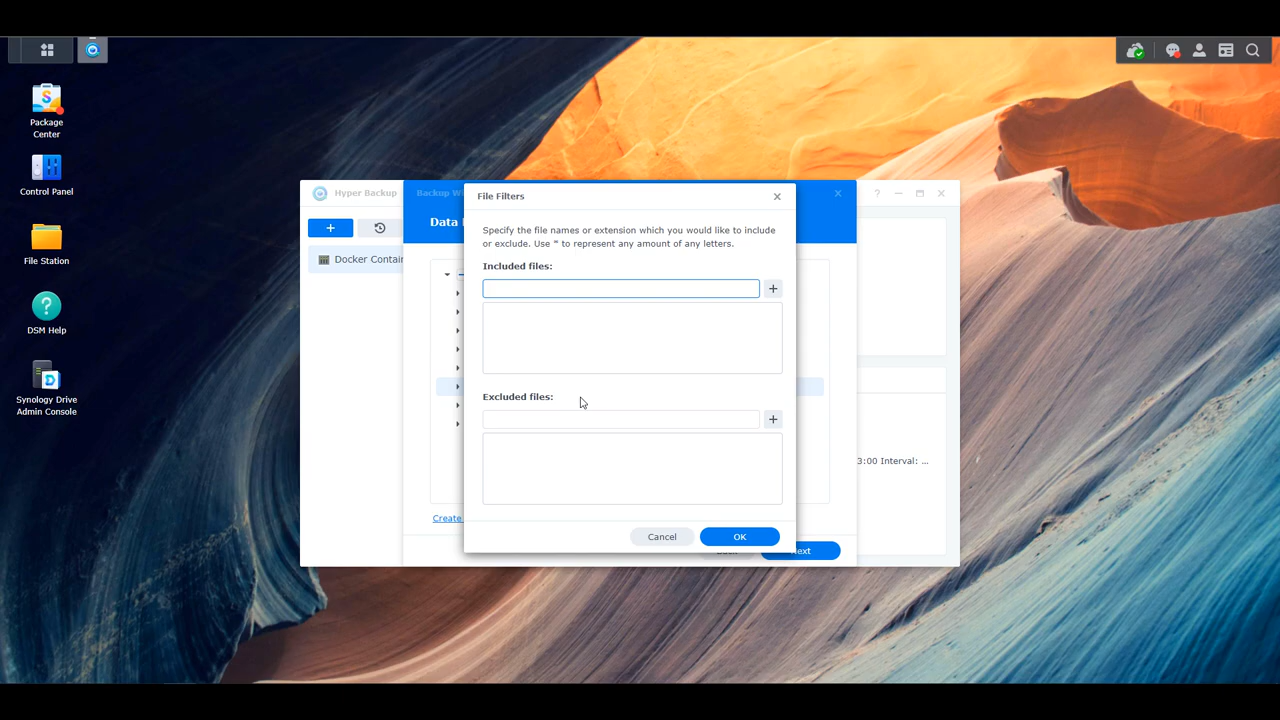 Package
Center
Control Panel
File Station
DSM Help
Synology Drive
Admin Console
Hyper Backup
Backup W
?
Data
File Filters
Specify the file names or extension which you would like to include
or exclude. Use * to represent any amount of any letters.
Included files:
Docker Contain
Excluded files:
3:00 Interval: ...
Create
Cancel
OK
Next